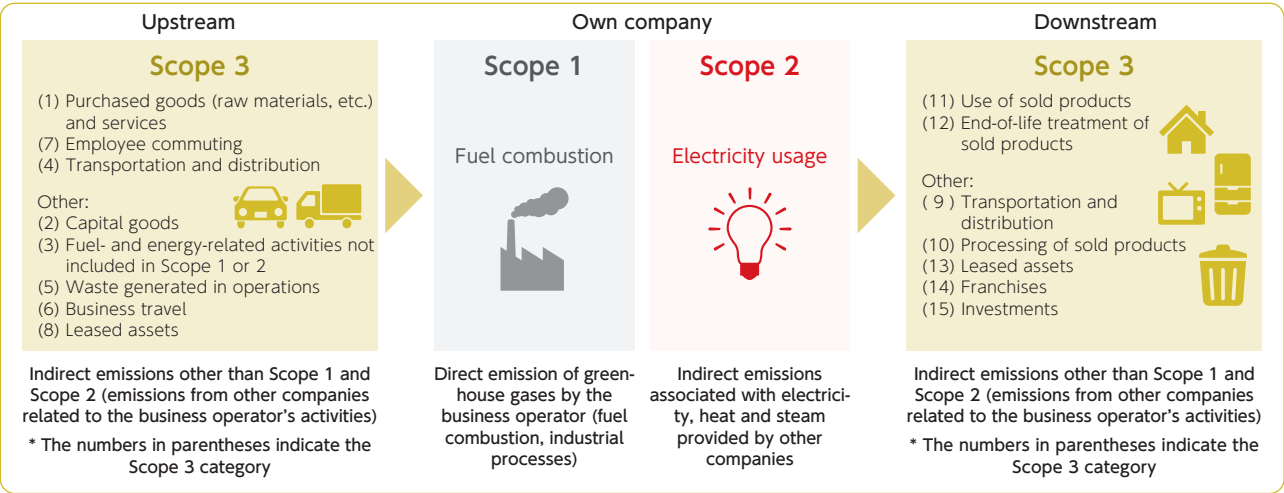 Upstream
Scope 3
(1) Purchased goods (raw materials, etc.)
and services
(7) Employee commuting
(4) Transportation and distribution
Other:
(2) Capital goods
(3) Fuel- and energy-related activities not
included in Scope 1 or 2
(5) Waste generated in operations
(6) Business travel
(8) Leased assets
Indirect emissions other than Scope 1 and
Scope 2 (emissions from other companies
related to the business operator’s activities)
* The numbers in parentheses indicate the
Scope 3 category
Own company
Scope 1
Fuel combustion
Direct emission of green-
house gases by the
business operator (fuel
combustion, industrial
processes)
Scope 2
Electricity usage
Indirect emissions
associated with electrici-
ty, heat and steam
provided by other
companies
Downstream
Scope 3
(11) Use of sold products
(12) End-of-life treatment of
sold products
Other:
( 9 ) Transportation and
distribution
(10) Processing of sold products
(13) Leased assets
(14) Franchises
(15) Investments
Indirect emissions other than Scope 1 and
Scope 2 (emissions from other companies
related to the business operator’s activities)
* The numbers in parentheses indicate the
Scope 3 category